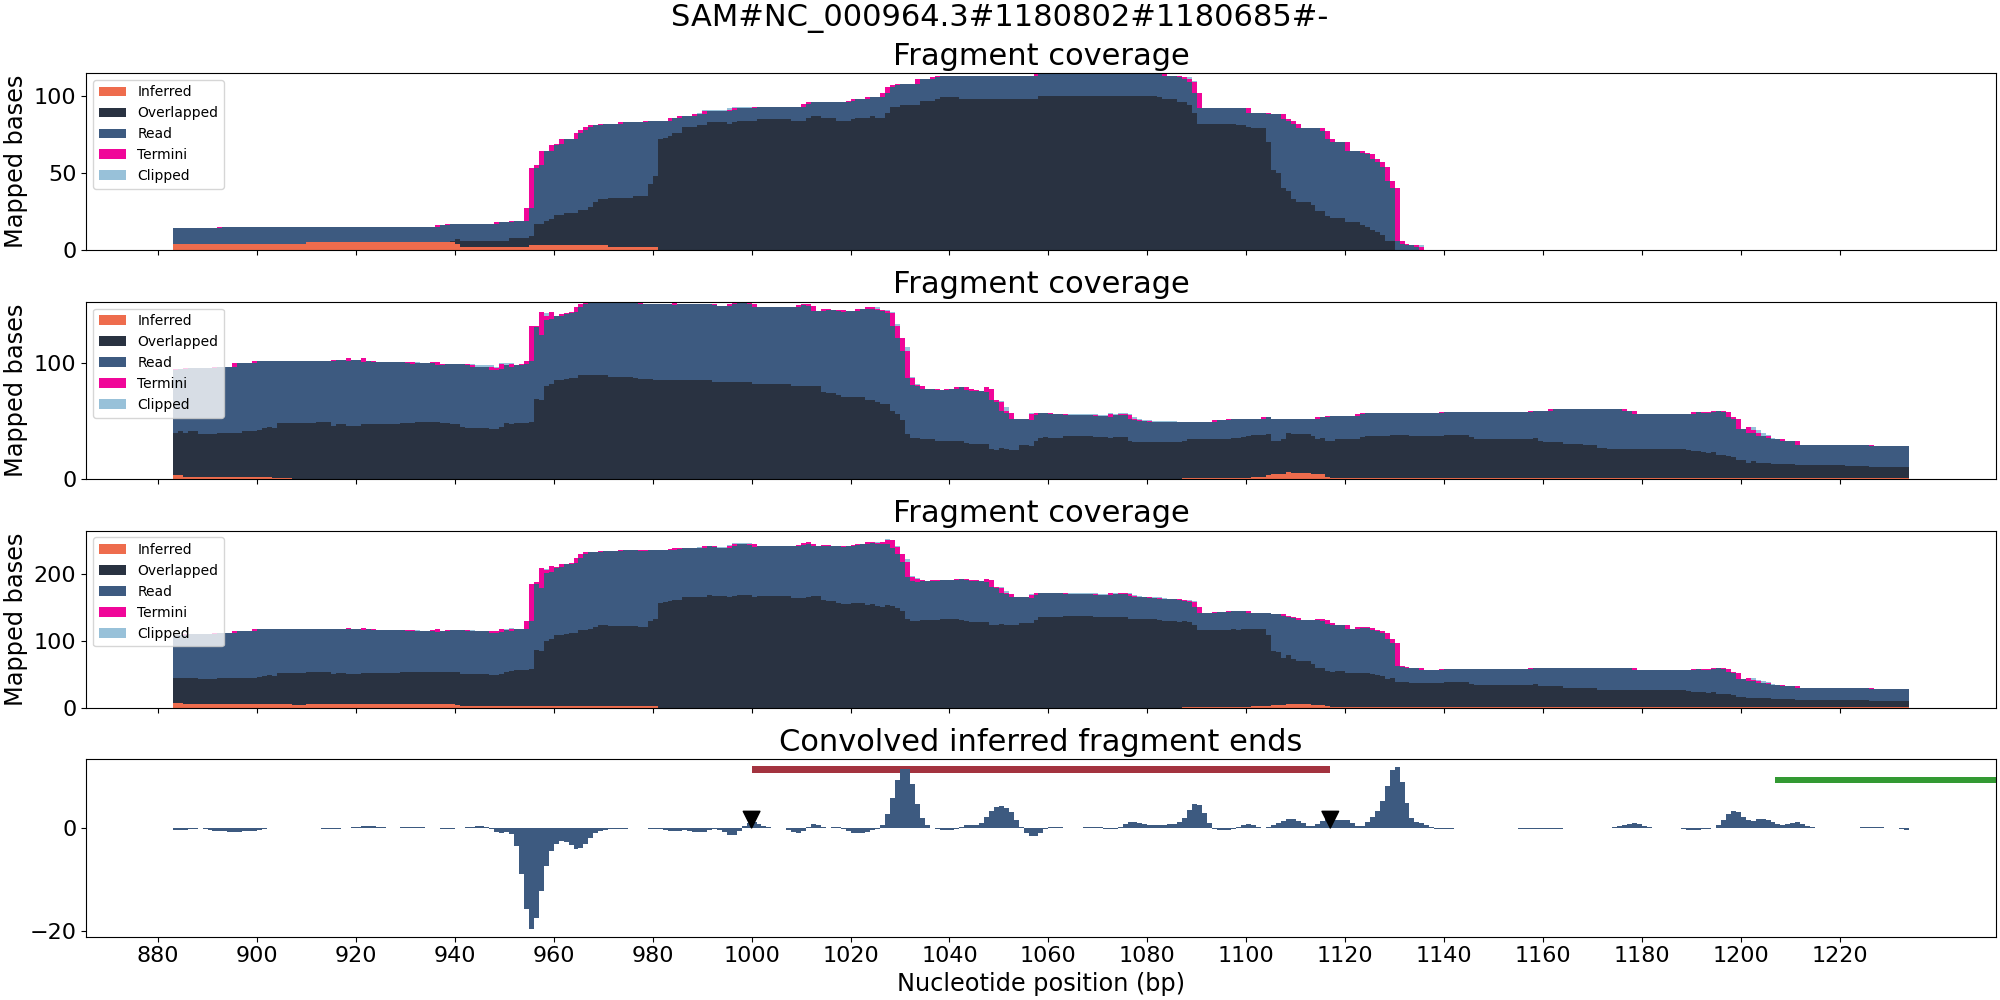 SAM#NC_000964.3#1180802#1180685#-
Fragment coverage
Mapped bases
100
50
0
Inferred
Overlapped
Read
Termini
Clipped
Fragment coverage
Mapped bases
100
0
Inferred
Overlapped
Read
Termini
Clipped
Fragment coverage
Mapped bases
200
100
0
Inferred
Overlapped
Read
Termini
Clipped
Convolved inferred fragment ends
0
−20
880 900 920 940 960 980 1000 1020 1040 1060 1080 1100 1120 1140 1160 1180 1200 1220
Nucleotide position (bp)